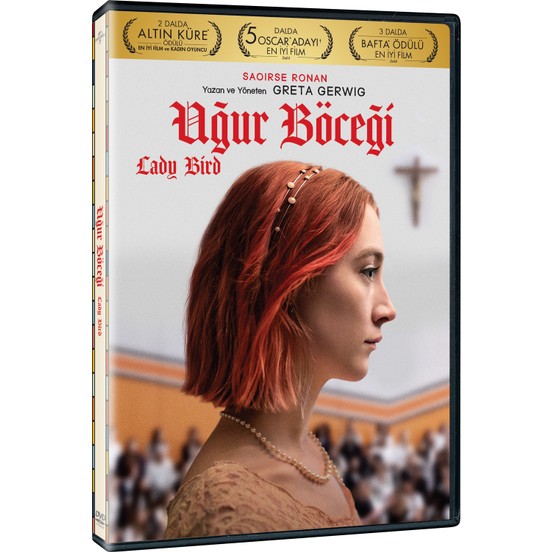 2 DALDA
ALTIN KÜRE
ÖDÜLÜ
EN İYİ FİLM ve KADIN OYUNCU
DALDA
5 OSCAR ADAYI
EN İYİ FİLM
3 DALDA
BAFTA ÖDÜLÜ
EN İYİ FİLM
SAOIRSE RONAN
Yazan ve Yöneten GRETA GERWIG
Uğur Böceği
Lady Bird
Uğur Böceği
Lady Bird
DVD